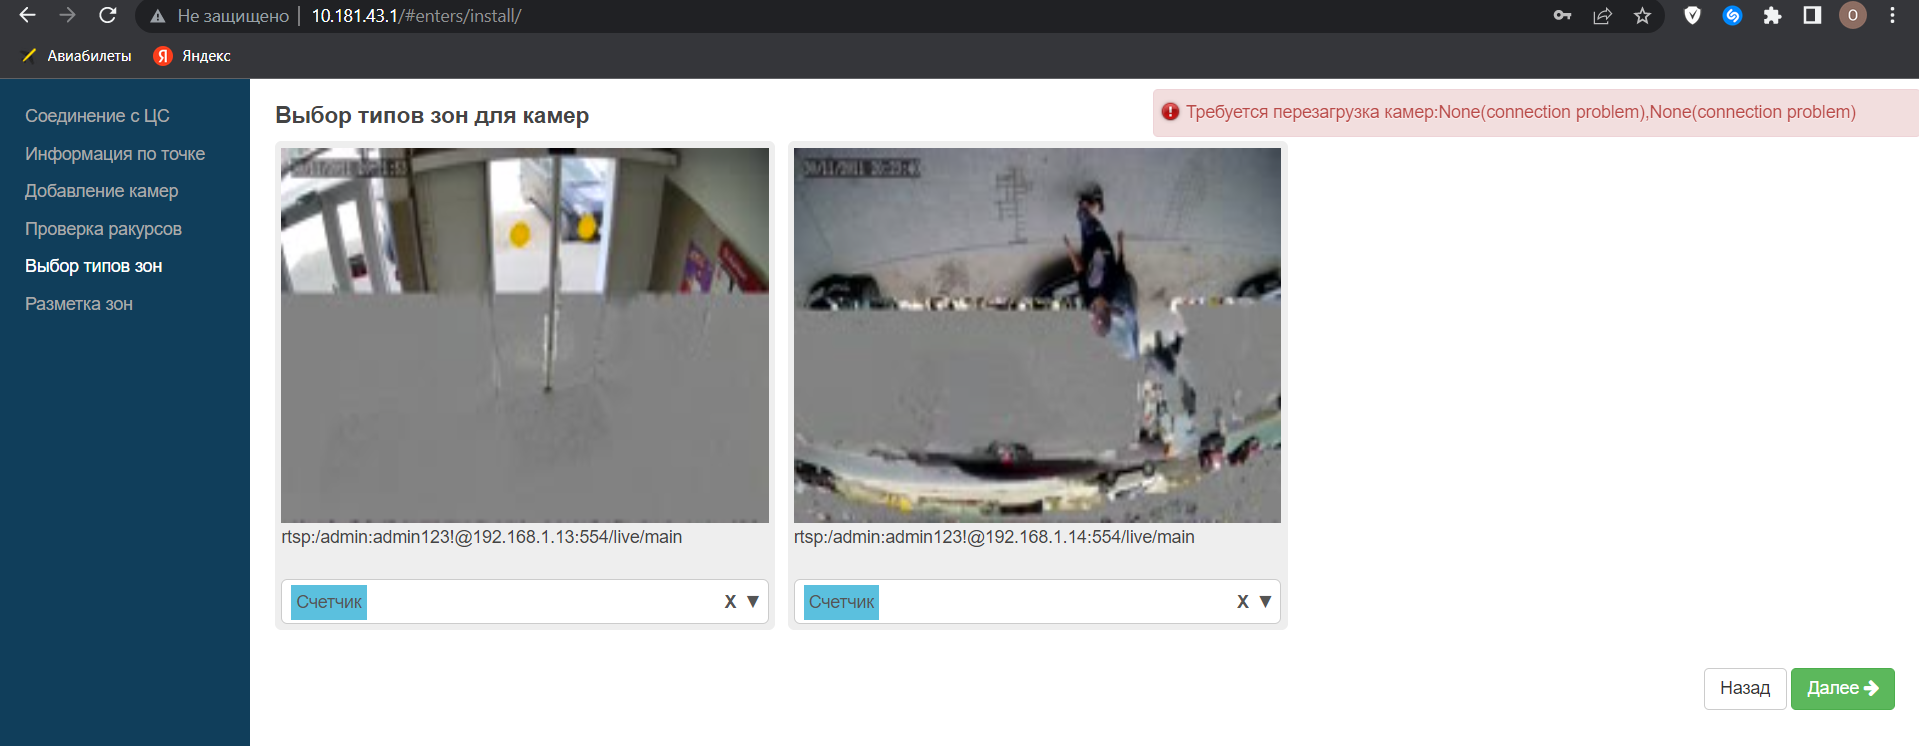 Не защищено 10.181.43.1/#enters/install/
О
Авиабилеты Я Яндекс
Соединение с ЦС
Информация по точке
Добавление камер
Проверка ракурсов
Выбор типов зон
Разметка зон
Выбор типов зон для камер
Требуется перезагрузка камер:None(connection problem),None(connection problem)
rtsp:/admin:admin123!@192.168.1.13:554/live/main
Счетчик X
rtsp:/admin:admin123!@192.168.1.14:554/live/main
Счетчик X
Назад Далее